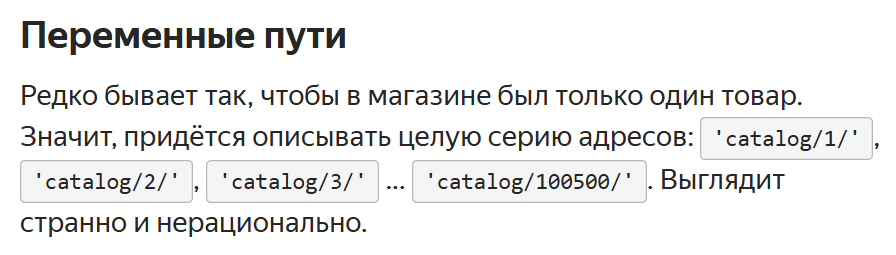 Переменные пути
Редко бывает так, чтобы в магазине был только один товар.
Значит, придётся описывать целую серию адресов: 'catalog/1/',
'catalog/2/', 'catalog/3/' ... 'catalog/100500/'. Выглядит
странно и нерационально.